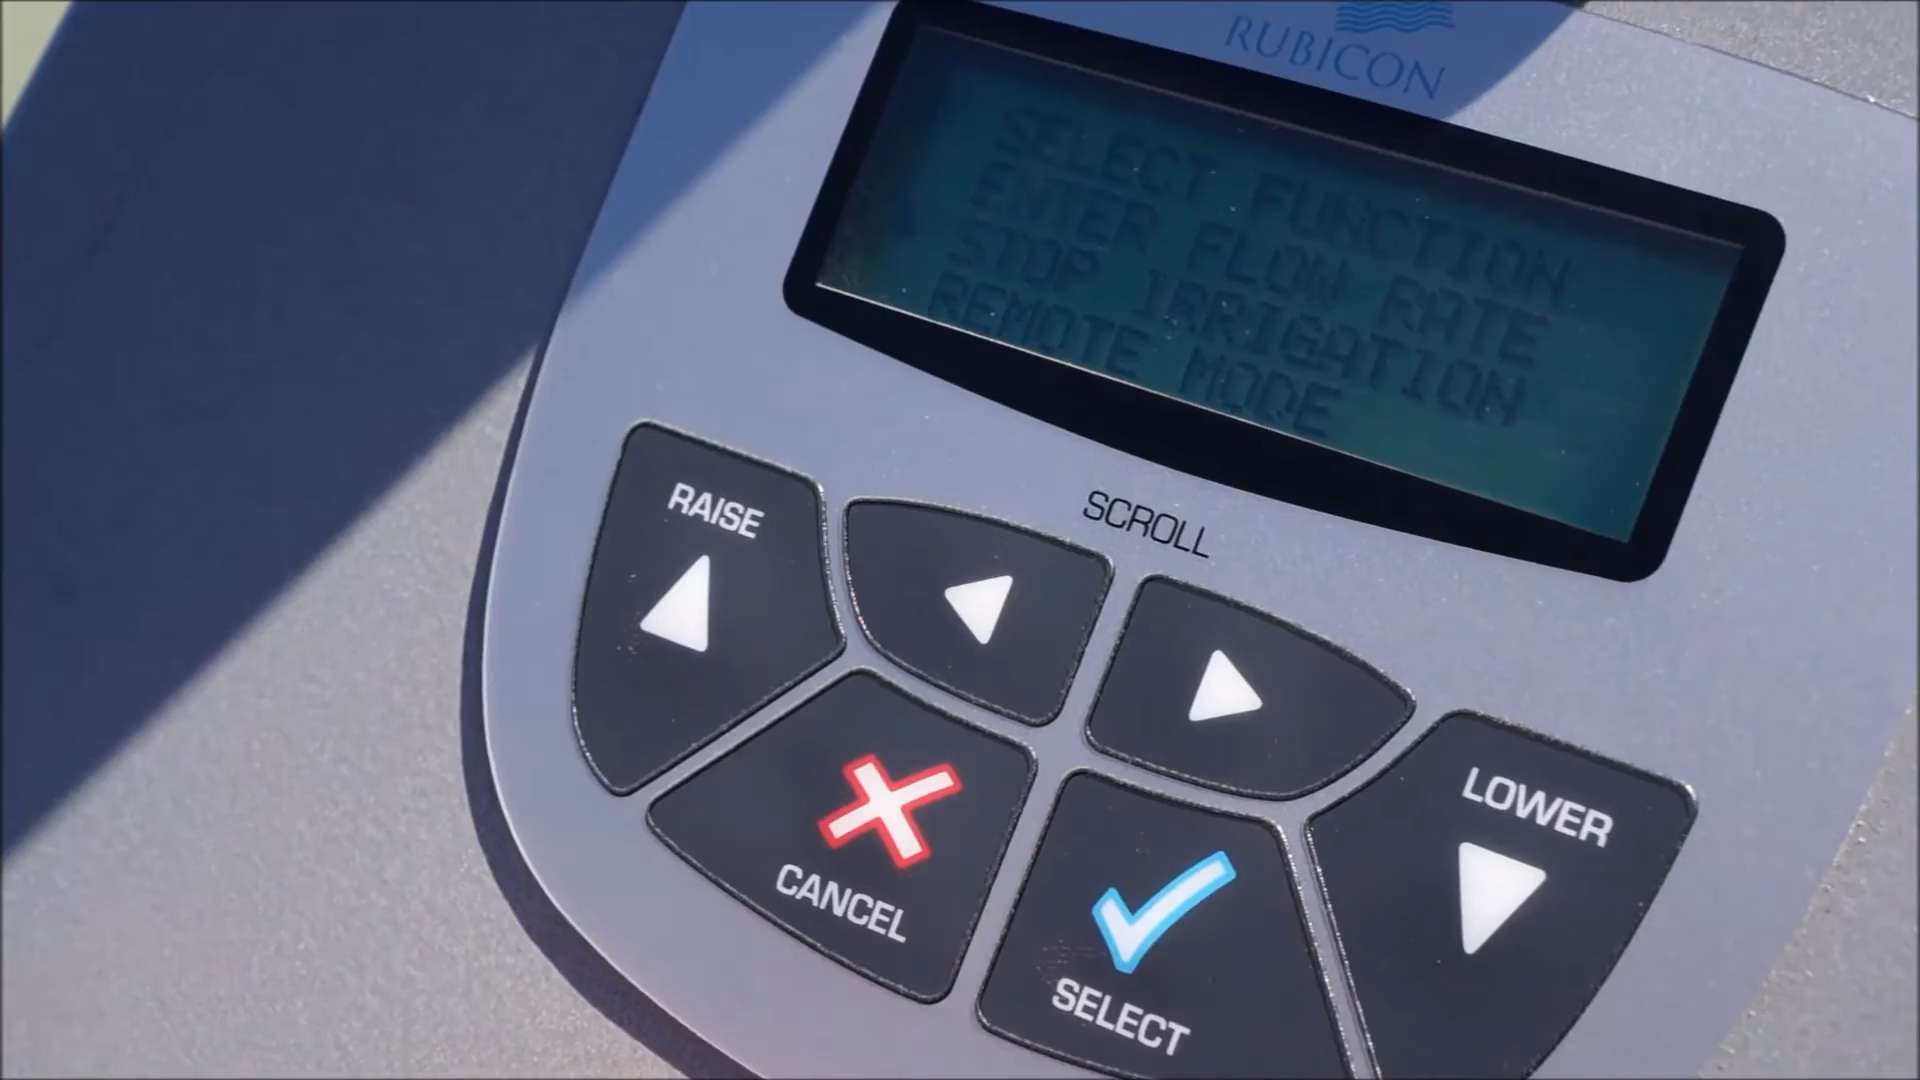 RUBICON
SELECT FUNCTION
ENTER FLOW RATE
STOP IRRIGATION
REMOTE MODE
SCROLL
RAISE
LOWER
CANCEL
SELECT